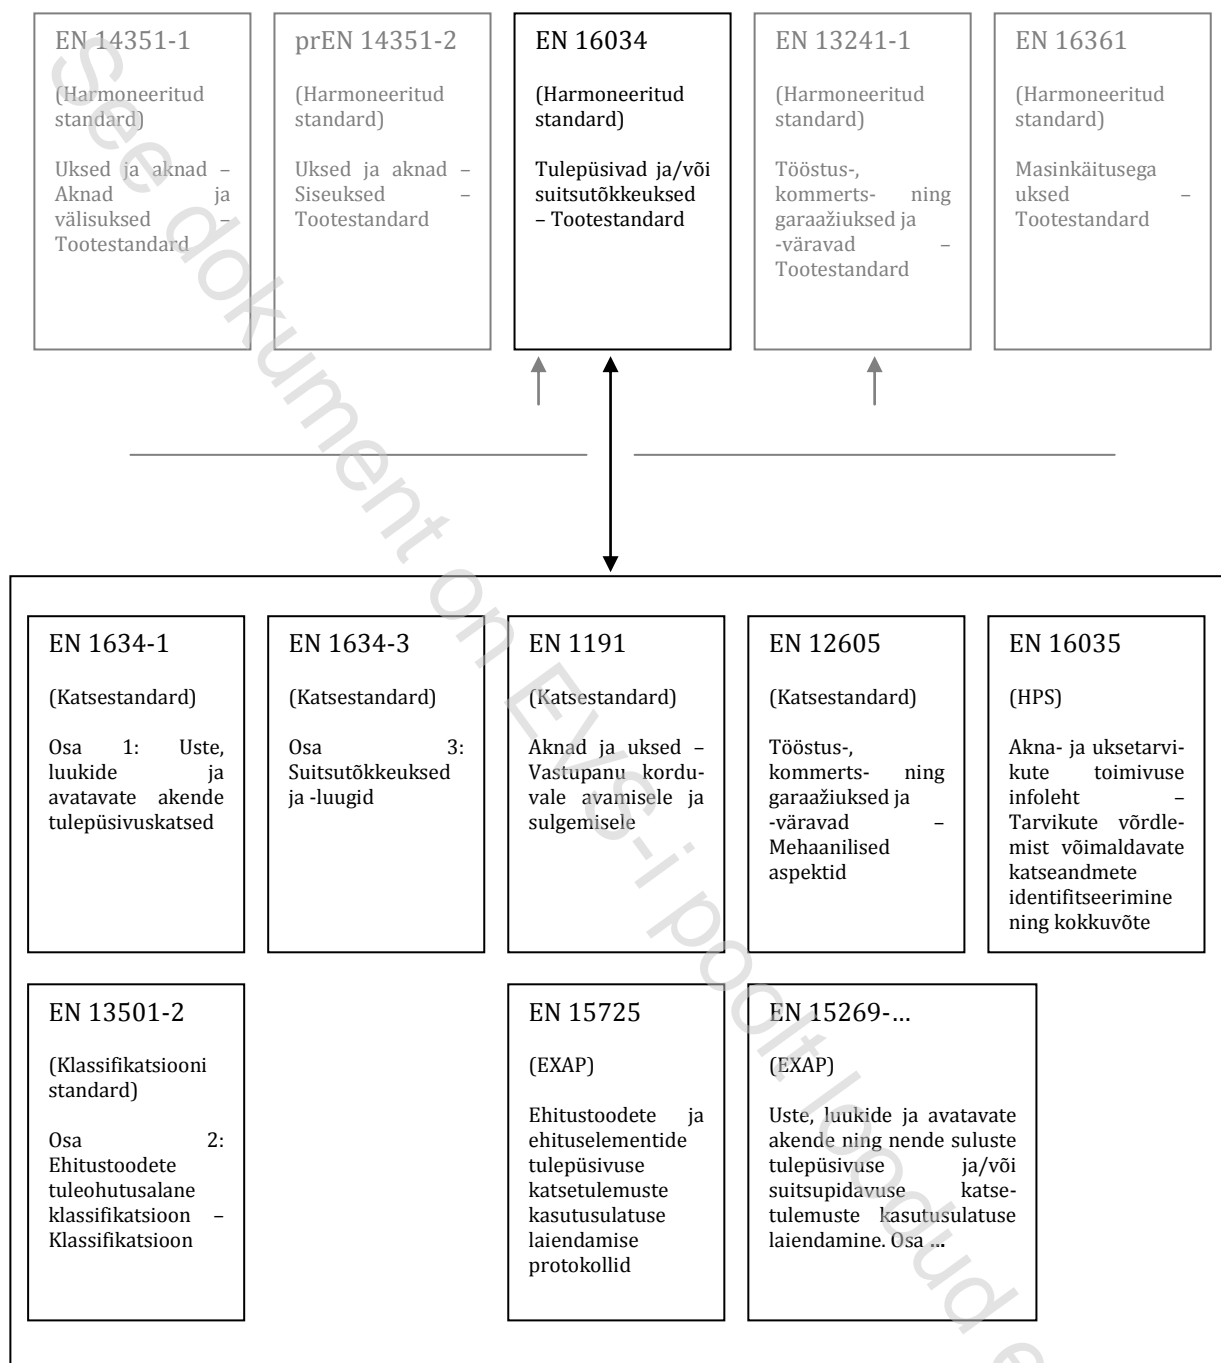 EN 14351-1
(Harmoneeritud
standard)
Uksed ja aknad –
Aknad ja
välisuksed –
Tootestandard
prEN 14351-2
(Harmoneeritud
standard)
Uksed ja aknad –
Siseuksed –
Tootestandard
EN 16034
(Harmoneeritud
standard)
Tulepüsivad ja/või
suitsutõkkeuksed
– Tootestandard
EN 13241-1
(Harmoneeritud
standard)
Tööstus-,
kommerts- ning
garaažiuksed ja
-väravad –
Tootestandard
EN 16361
(Harmoneeritud
standard)
Masinkäitusega
uksed –
Tootestandard
EN 1634-1
(Katsestandard)
Osa 1: Uste,
luukide ja
avatavate akende
tulepüsivuskatsed
EN 1634-3
(Katsestandard)
Osa 3:
Suitsutõkkeuksed
ja -luugid
EN 1191
(Katsestandard)
Aknad ja uksed –
Vastupanu kordu-
vale avamisele ja
sulgemisele
EN 12605
(Katsestandard)
Tööstus-,
kommerts- ning
garaažiuksed ja
-väravad –
Mehaanilised
aspektid
EN 16035
(HPS)
Akna- ja uksetarvi-
kute toimivuse
infoleht –
Tarvikute võrdle-
mist võimaldavate
katseandmete
identifitseerimine
ning kokkuvõte
EN 13501-2
(Klassifikatsiooni
standard)
Osa 2:
Ehitustoodete
tuleohutusalane
klassifikatsioon –
Klassifikatsioon
EN 15725
(EXAP)
Ehitustoodete ja
ehituselementide
tulepüsivuse
katsetulemuste
kasutusulatuse
laiendamise
protokollid
EN 15269-...
(EXAP)
Uste, luukide ja avatavate
akende ning nende suluste
tulepüsivuse ja/või
suitsupidavuse katse-
tulemuste kasutusulatuse
laiendamine. Osa ...
See dokument on EVS-i poolt loodud e